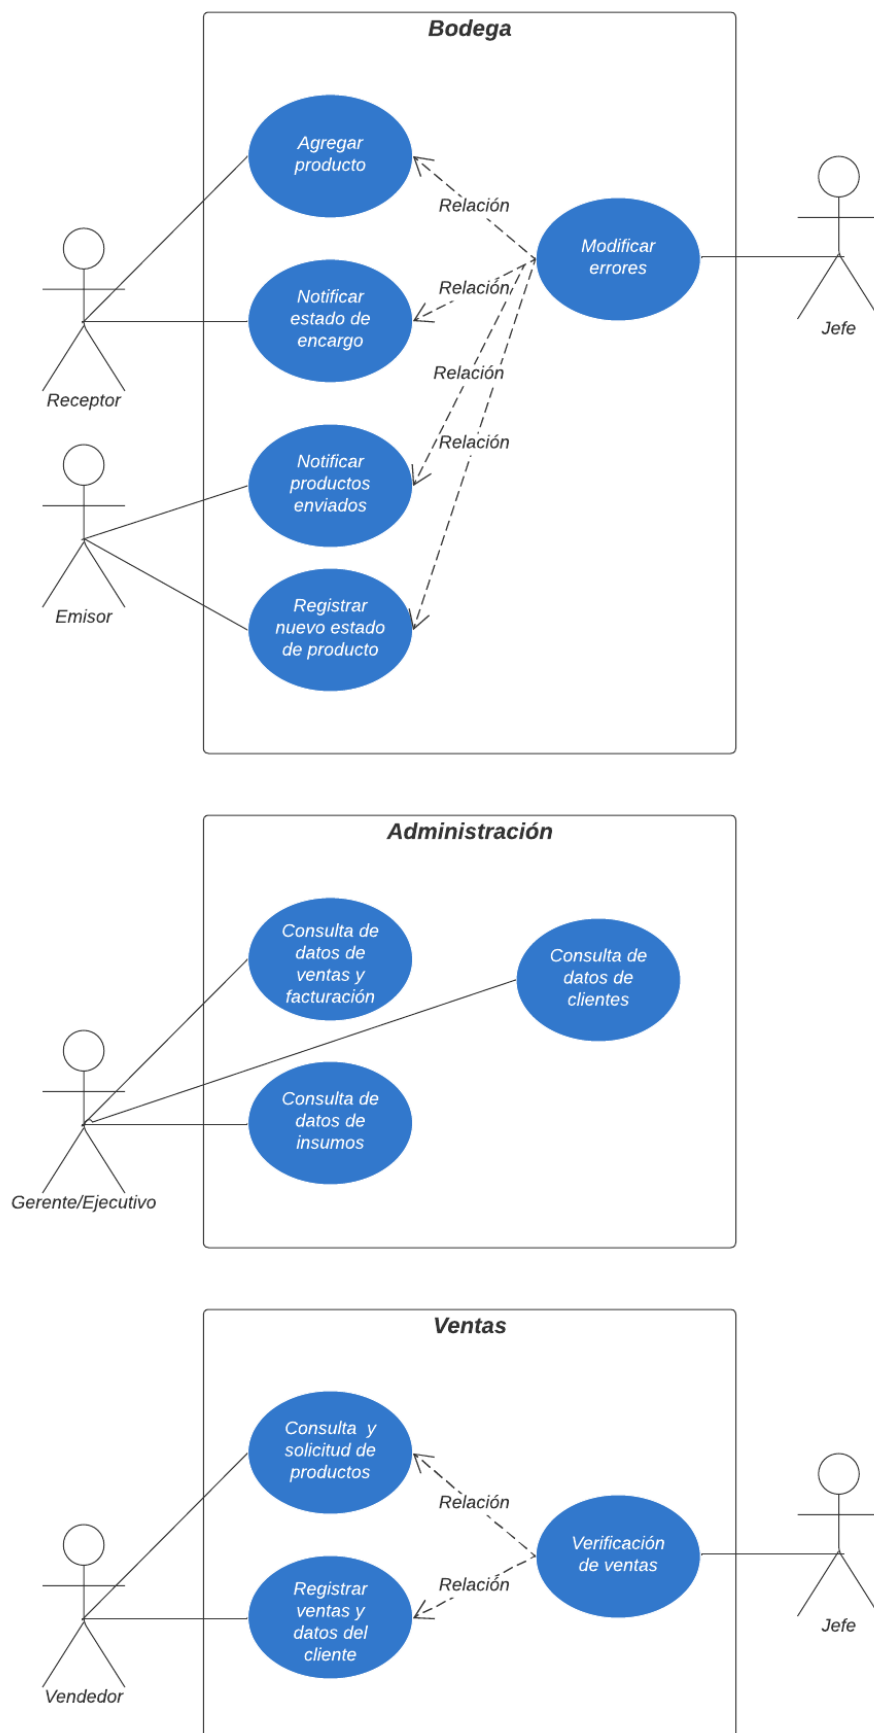 Bodega
Agregar
producto
Relación
Modificar
errores
Jefe
Receptor
Notificar
estado de
encargo
Relación
Relación
Notificar
productos
enviados
Relación
Emisor
Registrar
nuevo estado
de producto
Administración
Consulta de
datos de
ventas y
facturación
Consulta de
datos de
clientes
Consulta de
datos de
insumos
Gerente/Ejecutivo
Ventas
Consulta y
solicitud de
productos
Relación
Verificación
de ventas
Jefe
Relación
Registrar
ventas y
datos del
cliente
Vendedor